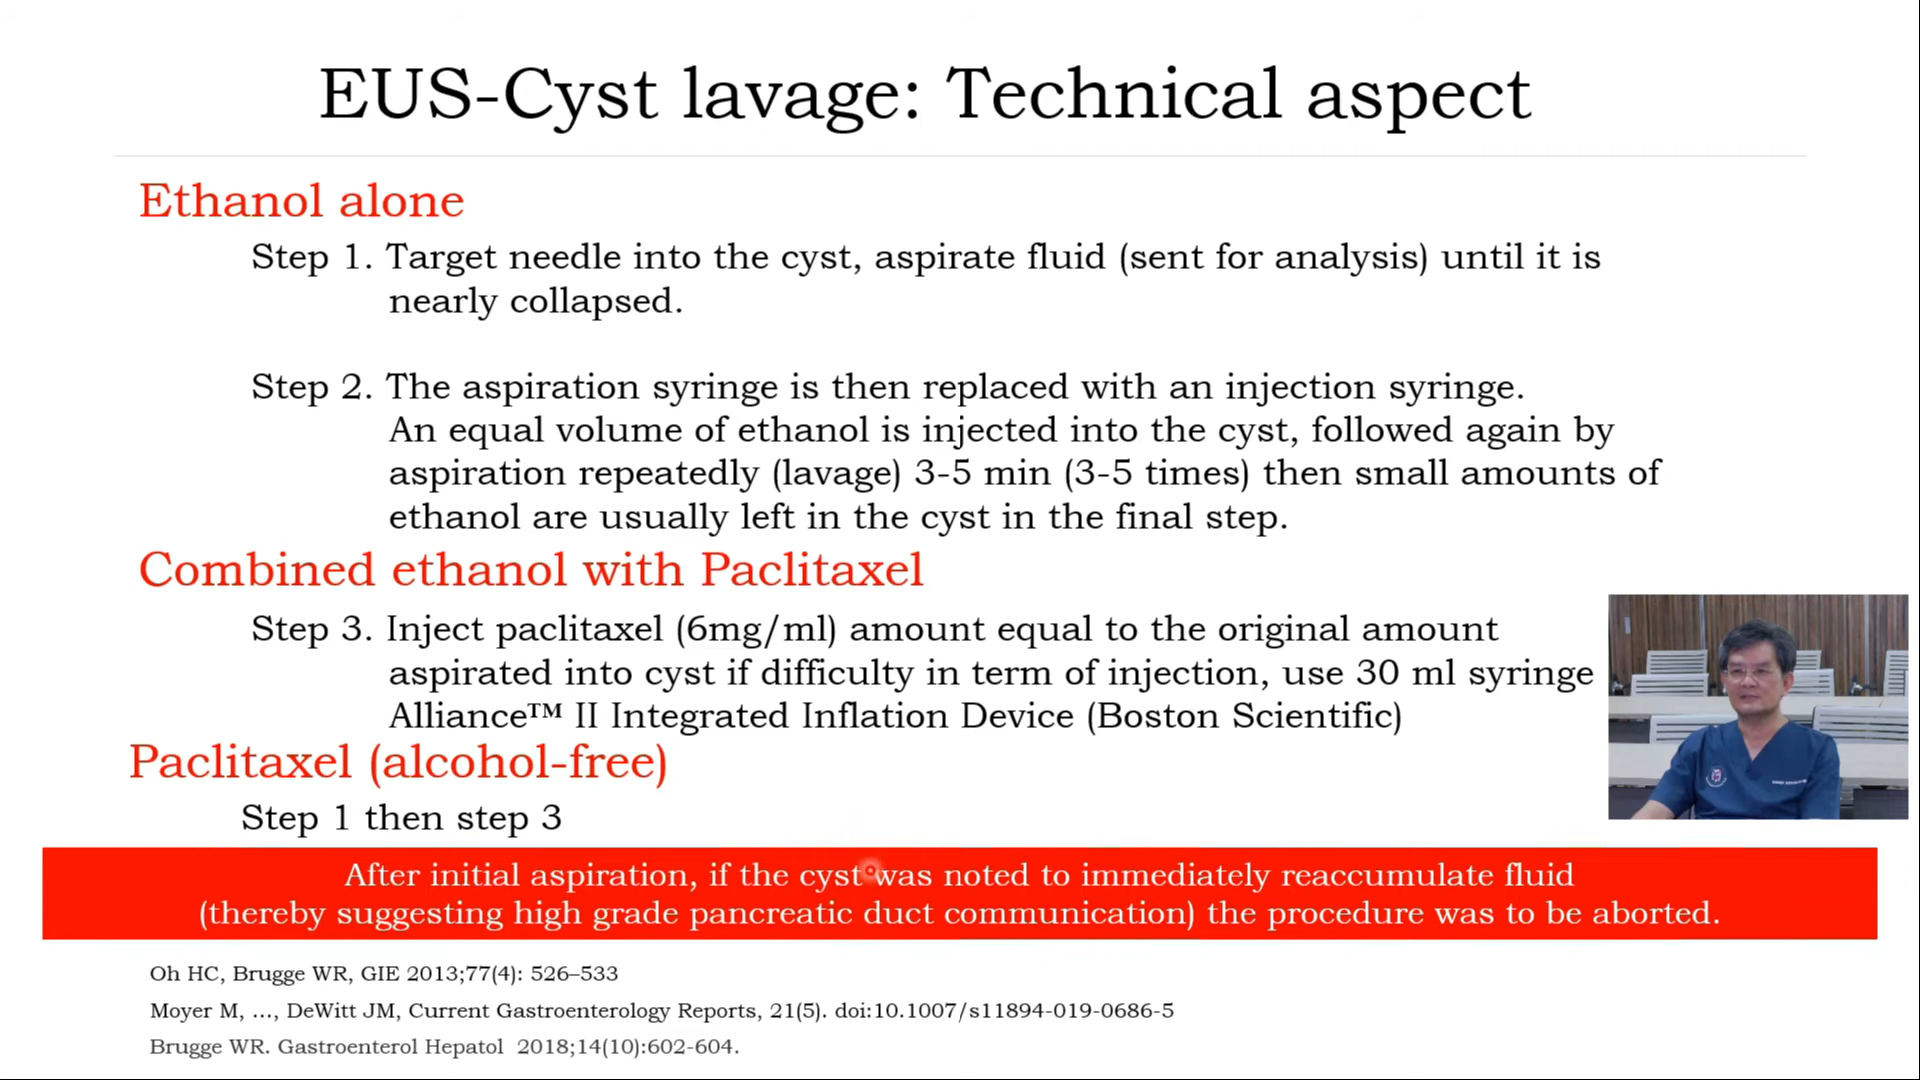 EUS-Cyst lavage: Technical aspect
Ethanol alone
Step 1. Target needle into the cyst, aspirate fluid (sent for analysis) until it is
nearly collapsed.
Step 2. The aspiration syringe is then replaced with an injection syringe.
An equal volume of ethanol is injected into the cyst, followed again by
aspiration repeatedly (lavage) 3-5 min (3-5 times) then small amounts of
ethanol are usually left in the cyst in the final step.
Combined ethanol with Paclitaxel
Step 3. Inject paclitaxel (6mg/ml) amount equal to the original amount
aspirated into cyst if difficulty in term of injection, use 30 ml syringe
Alliance™ II Integrated Inflation Device (Boston Scientific)
Paclitaxel (alcohol-free)
Step 1 then step 3
After initial aspiration, if the cyst was noted to immediately reaccumulate fluid
(thereby suggesting high grade pancreatic duct communication) the procedure was to be aborted.
Oh HC, Brugge WR, GIE 2013;77(4): 526–533
Moyer M, ..., DeWitt JM, Current Gastroenterology Reports, 21(5). doi:10.1007/s11894-019-0686-5
Brugge WR. Gastroenterol Hepatol  2018;14(10):602-604.